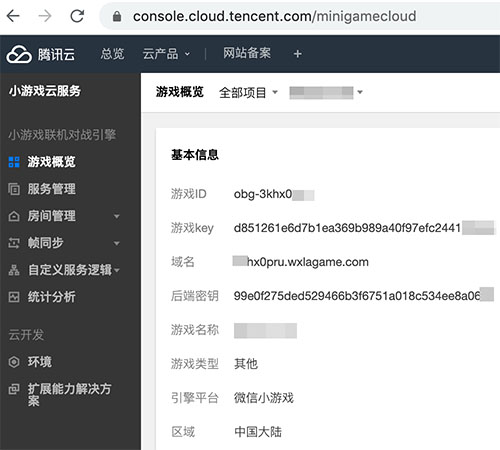 console.cloud.tencent.com/minigamecloud
腾讯云 总览 云产品 网站备案 +
小游戏云服务
游戏概览 全部项目
小游戏联机对战引擎
游戏概览
服务管理
房间管理
帧同步
自定义服务逻辑
统计分析
云开发
环境
扩展能力解决方
案
基本信息
游戏ID obg-3khx0
游戏key d851261e6d7b1ea369b989a40f97efc2441
域名 hx0pru.wxlagame.com
后端密钥 99e0f275ded529466b3f6751a018c534ee8a06
游戏名称
游戏类型 其他
引擎平台 微信小游戏
区域 中国大陆